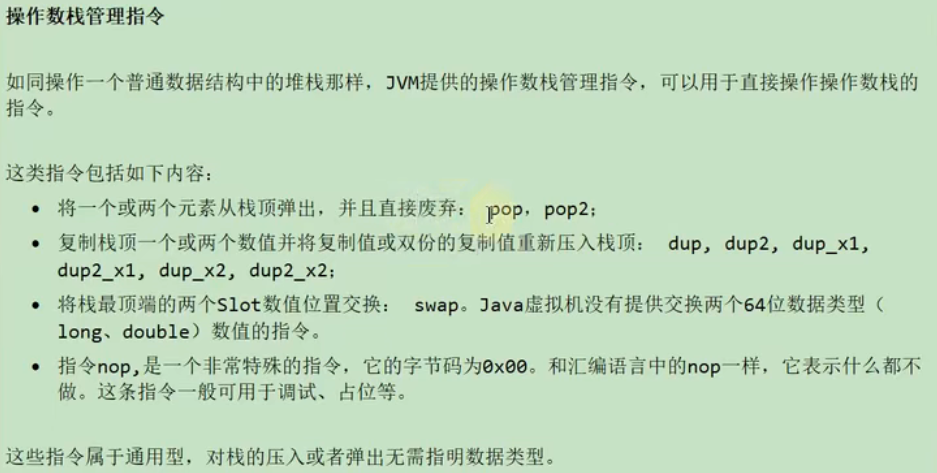 操作数栈管理指令
如同操作一个普通数据结构中的堆栈那样，JVM提供的操作数栈管理指令，可以用于直接操作操作数栈的
指令。
这类指令包括如下内容：
• 将一个或两个元素从栈顶弹出，并且直接废弃： pop，pop2；
• 复制栈顶一个或两个数值并将复制值或双份的复制值重新压入栈顶： dup, dup2, dup_x1,
dup2_x1, dup_x2, dup2_x2；
• 将栈最顶端的两个Slot数值位置交换： swap。Java虚拟机没有提供交换两个64位数据类型（
long、double）数值的指令。
• 指令nop,是一个非常特殊的指令，它的字节码为0x00。和汇编语言中的nop一样，它表示什么都不
做。这条指令一般可用于调试、占位等。
这些指令属于通用型，对栈的压入或者弹出无需指明数据类型。